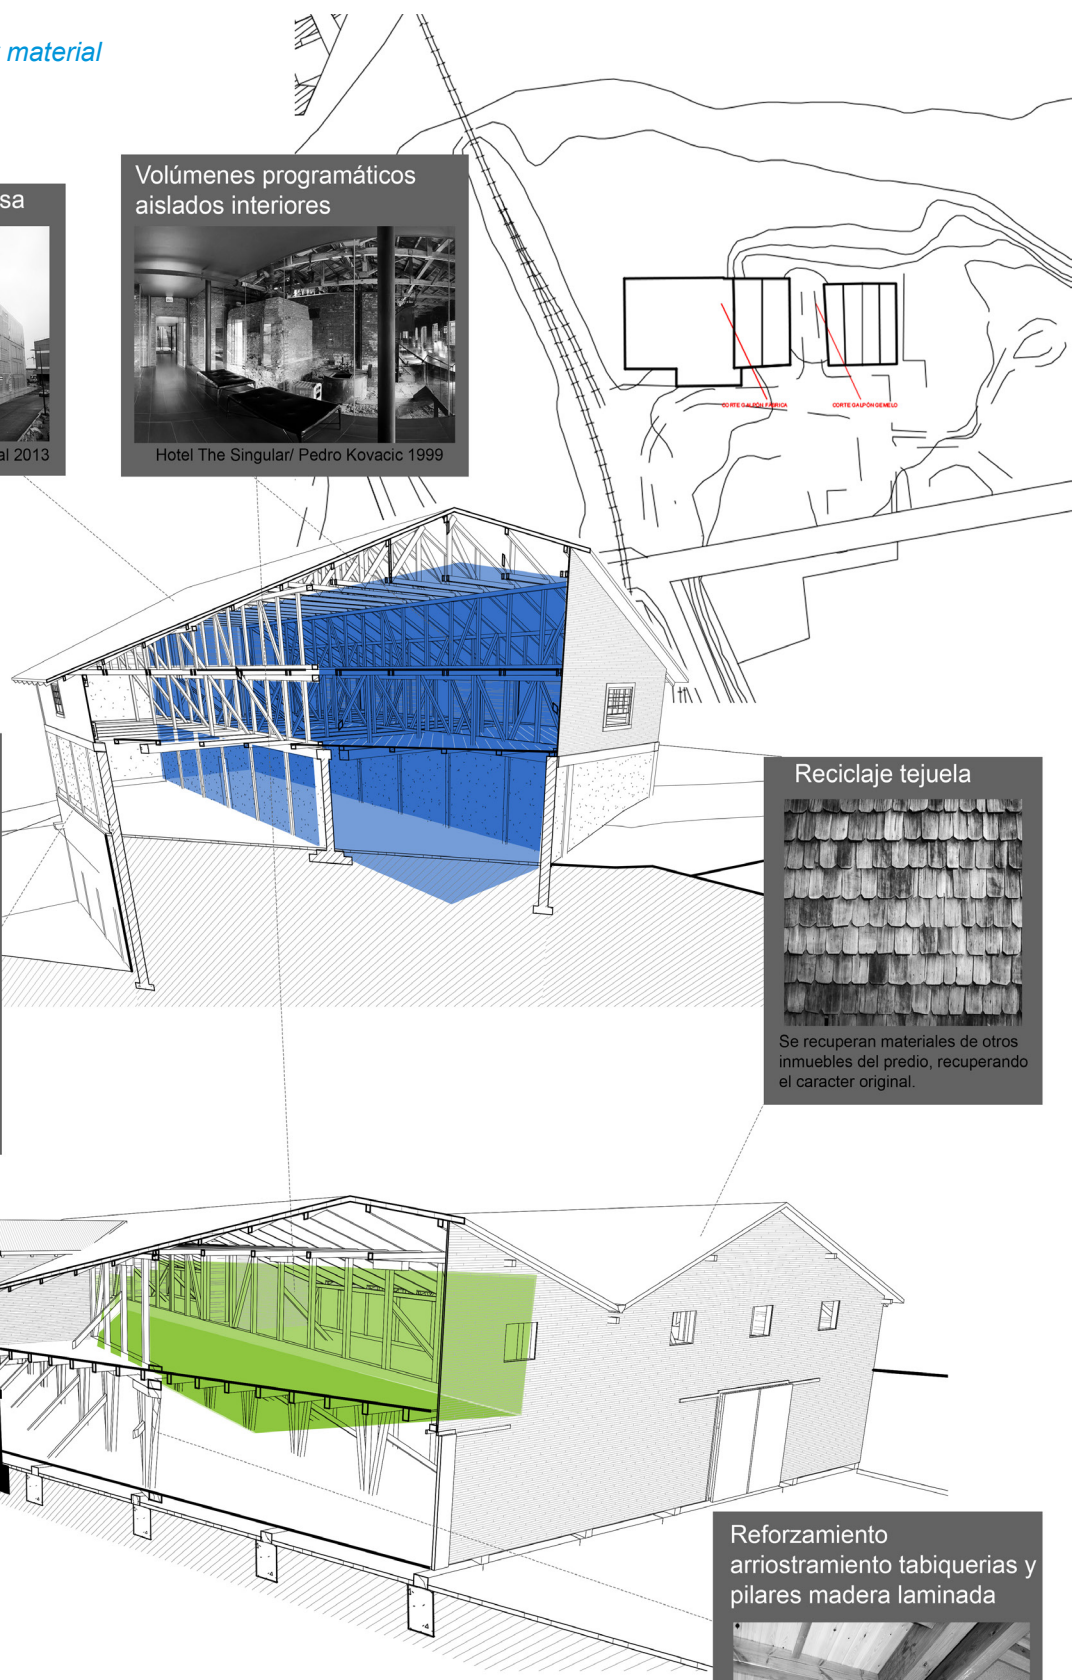 material
sa
al 2013
Volúmenes programáticos
aislados interiores
Hotel The Singular/ Pedro Kovacic 1999
CORTE GALPÓN FÁBRICA
CORTE GALPÓN GEMELO
Reciclaje tejuela
Se recuperan materiales de otros
inmuebles del predio, recuperando
el caracter original.
Reforzamiento
arriostramiento tabiquerias y
pilares madera laminada